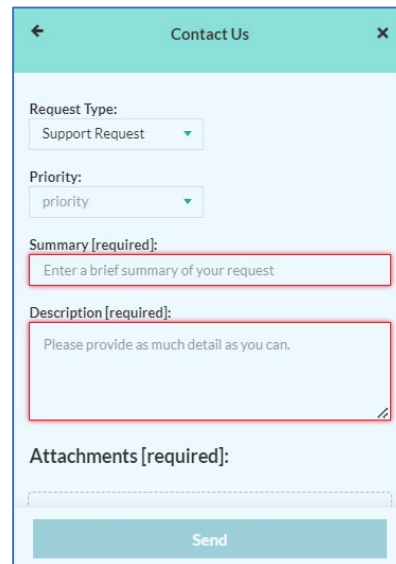 Contact Us
Request Type:
Support Request
Priority:
priority
Summary [required]:
Enter a brief summary of your request
Description [required]:
Please provide as much detail as you can.
Attachments [required]:
Send